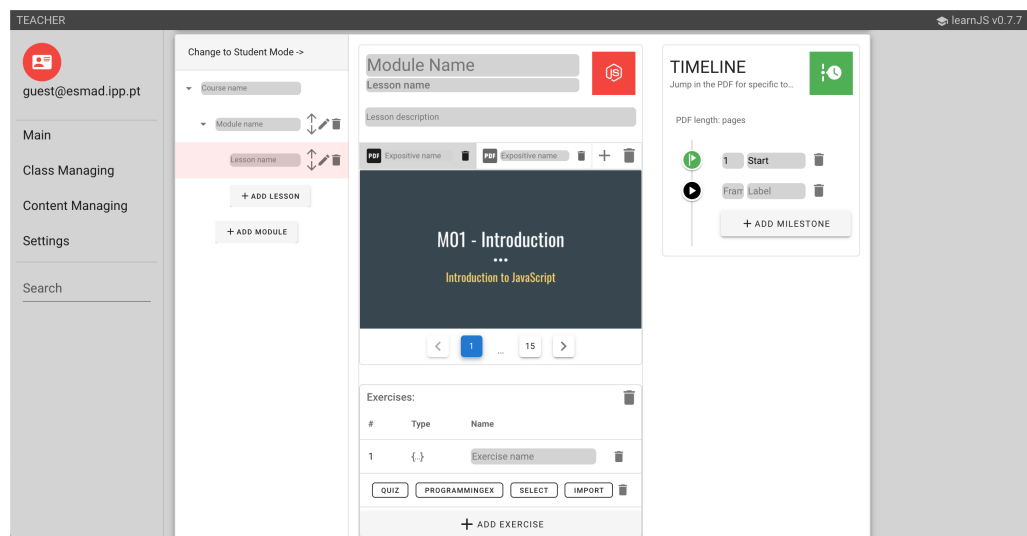 TEACHER
learnJS v0.7.7
guest@esmad.ipp.pt
Main
Class Managing
Content Managing
Settings
Search
Change to Student Mode ->
Course name
Module name
Lesson name
+ ADD LESSON
+ ADD MODULE
Module Name
Lesson name
JS
Lesson description
PDF Expositive name
PDF Expositive name
+
M01 - Introduction
Introduction to JavaScript
1 ... 15
Exercises:
# Type Name
1 {..} Exercise name
QUIZ PROGRAMMINGEX SELECT IMPORT
+ ADD EXERCISE
TIMELINE
Jump in the PDF for specific to...
PDF length: pages
1 Start
Fram Label
+ ADD MILESTONE